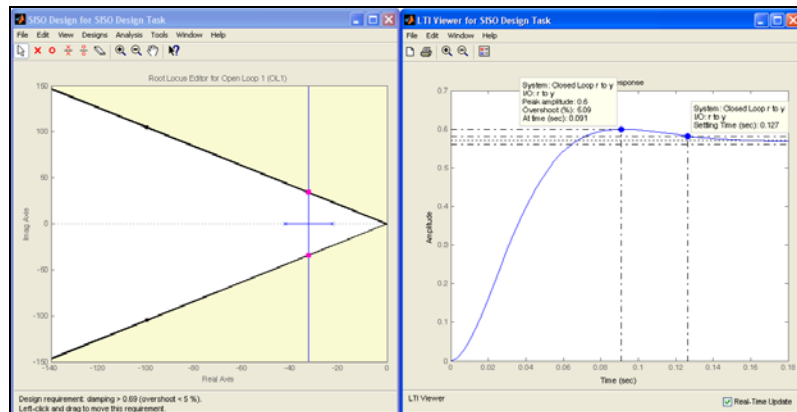 SISO Design for SISO Design Task
File Edit View Designs Analysis Tools Window Help
Root Locus Editor for Open Loop 1 (OL1)
150
100
50
0
-50
-100
-150
-140 -120 -100 -80 -60 -40 -20 0
Imag Axis
Real Axis
Design requirement: damping > 0.69 (overshoot < 5 %).
Left-click and drag to move this requirement.
LTI Viewer for SISO Design Task
File Edit Window Help
esponse
System: Closed Loop r to y
I/O: r to y
Peak amplitude: 0.6
Overshoot (%): 5.09
At time (sec): 0.091
System: Closed Loop r to y
I/O: r to y
Settling Time (sec): 0.127
0.7
0.6
0.5
0.4
0.3
0.2
0.1
0
0 0.02 0.04 0.06 0.08 0.1 0.12 0.14 0.16 0.18
Amplitude
Time (sec)
LTI Viewer
Real-Time Update